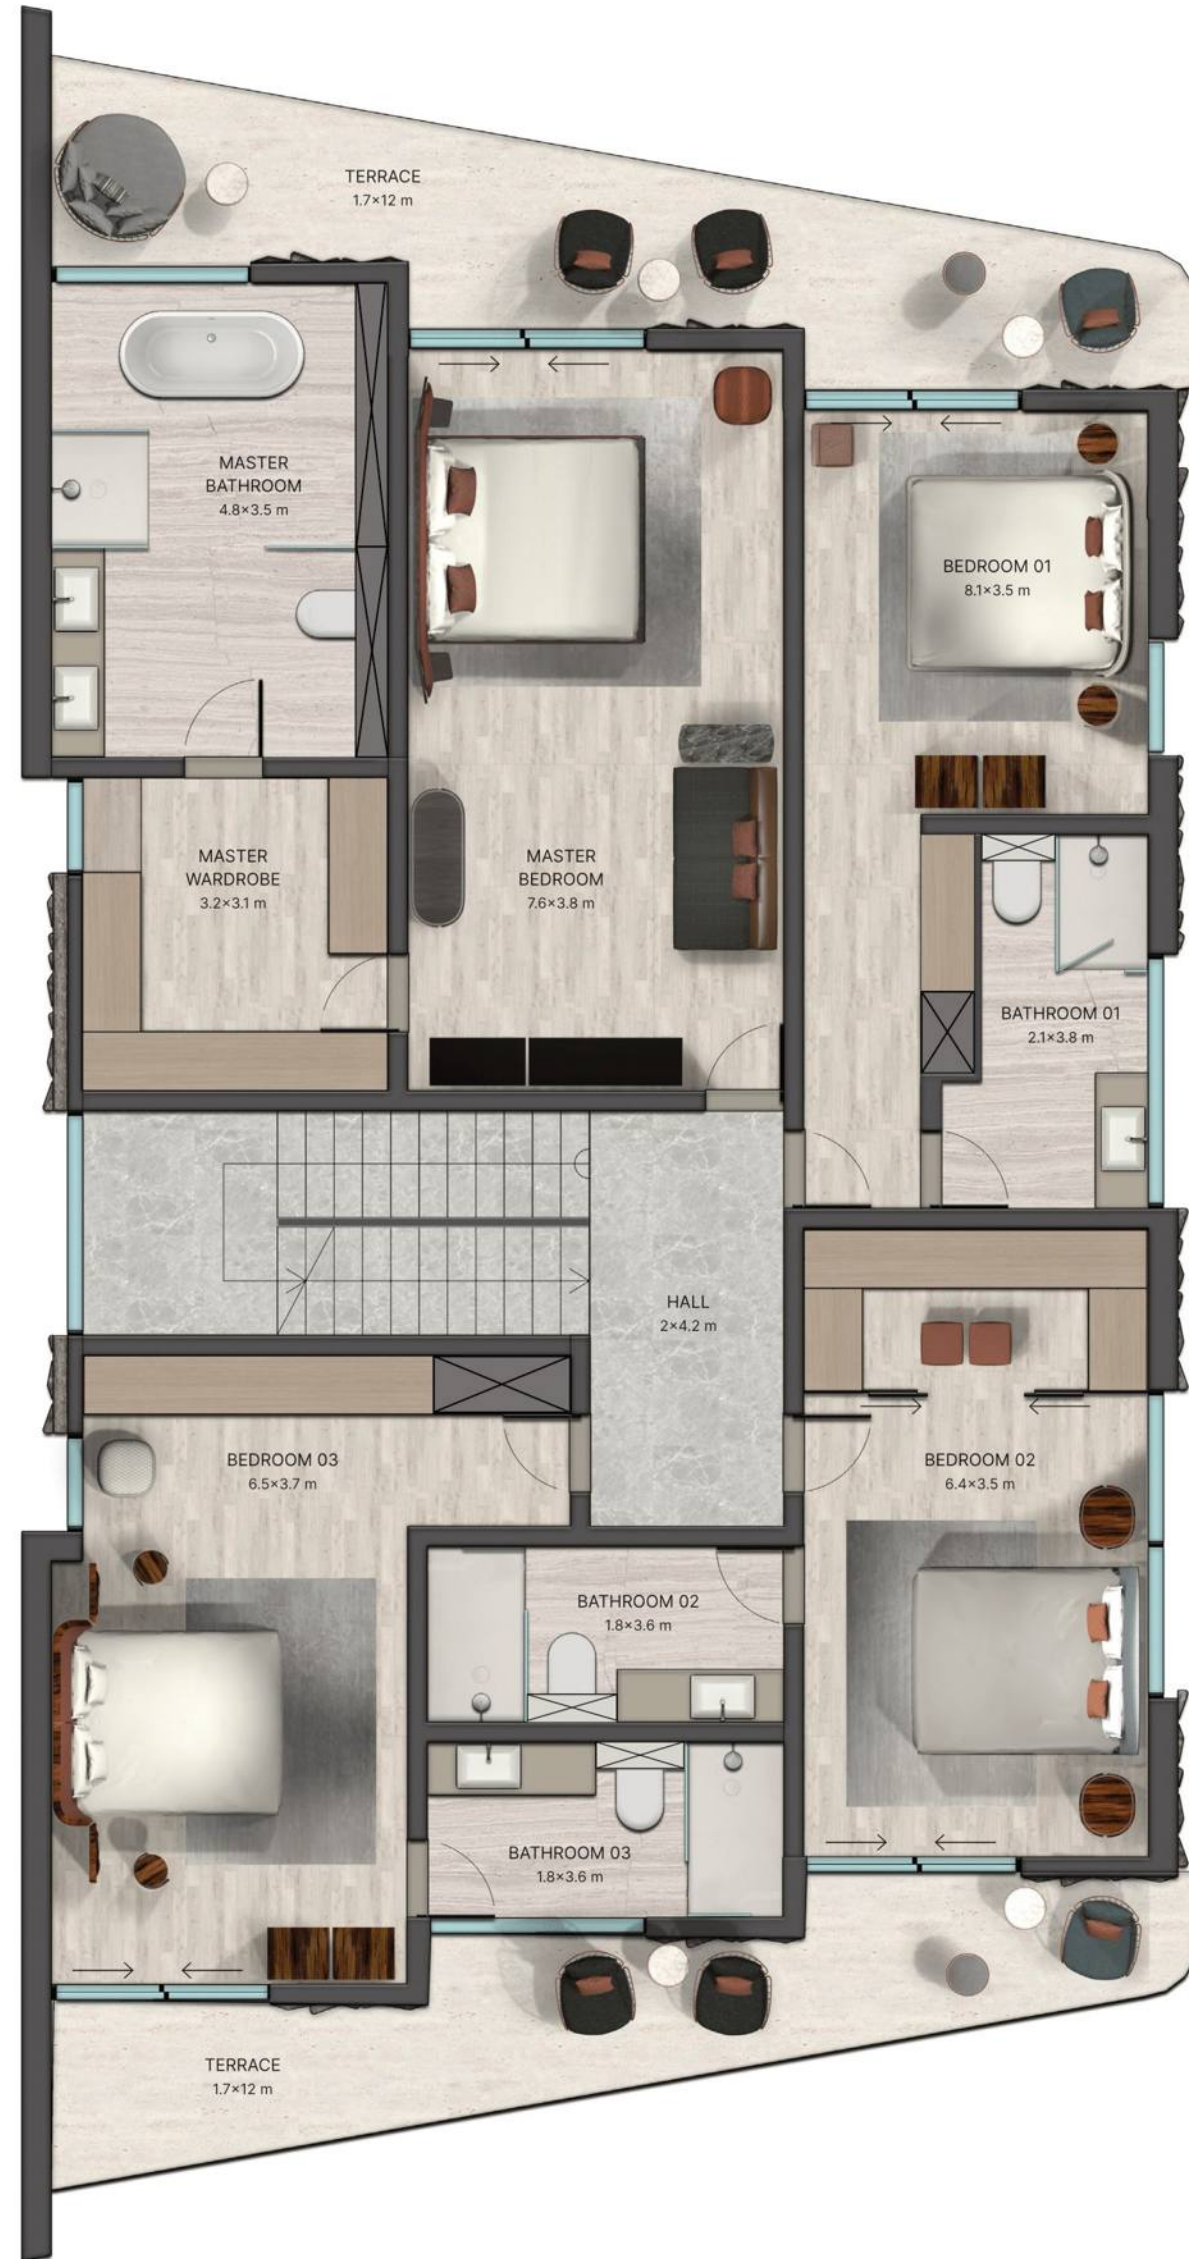 TERRACE
1.7×12 m
MASTER
BATHROOM
4.8×3.5 m
BEDROOM 01
8.1×3.5 m
MASTER
WARDROBE
3.2×3.1 m
MASTER
BEDROOM
7.6×3.8 m
BATHROOM 01
2.1×3.8 m
HALL
2×4.2 m
BEDROOM 03
6.5×3.7 m
BEDROOM 02
6.4×3.5 m
BATHROOM 02
1.8×3.6 m
BATHROOM 03
1.8×3.6 m
TERRACE
1.7×12 m